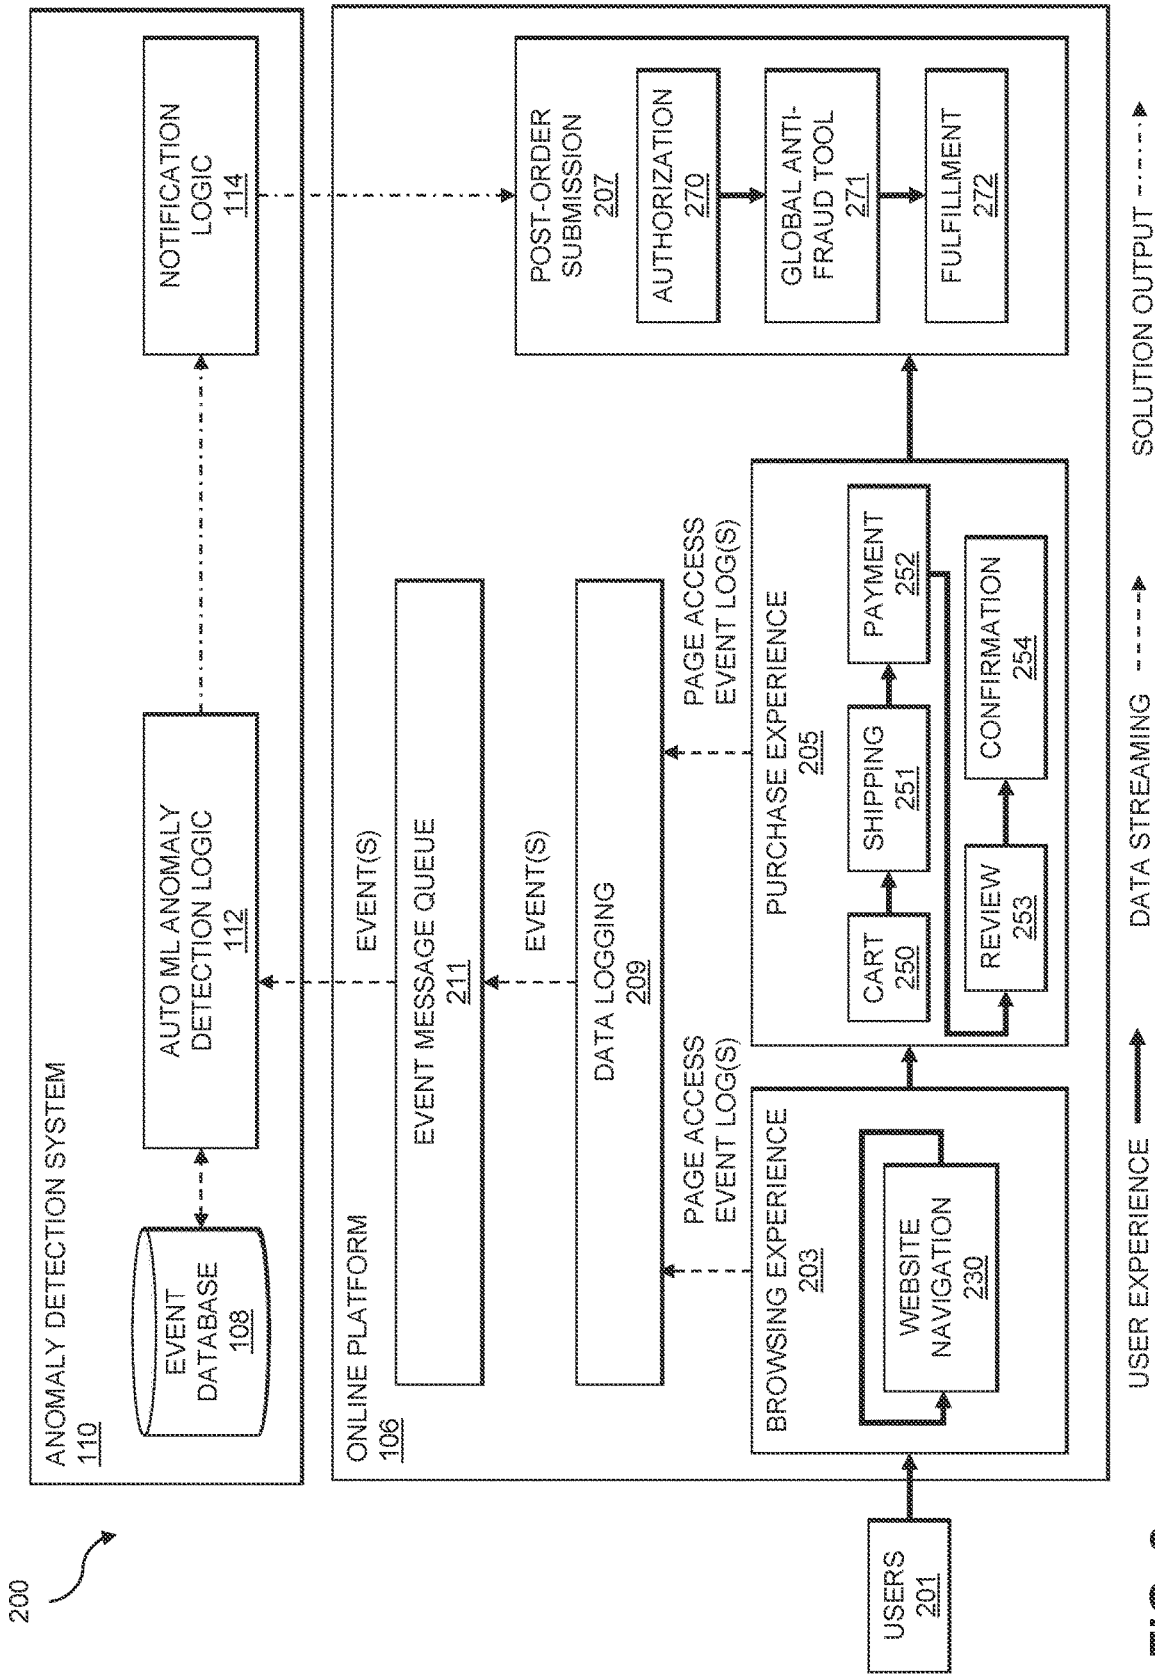 200
ANOMALY DETECTION SYSTEM
110
EVENT
DATABASE
108
AUTO ML ANOMALY
DETECTION LOGIC
112
NOTIFICATION
LOGIC
114
ONLINE PLATFORM
106
EVENT(S)
EVENT MESSAGE QUEUE
211
EVENT(S)
DATA LOGGING
209
PAGE ACCESS
EVENT LOG(S)
PAGE ACCESS
EVENT LOG(S)
USERS
201
BROWSING EXPERIENCE
203
WEBSITE
NAVIGATION
230
PURCHASE EXPERIENCE
205
CART
250
SHIPPING
251
PAYMENT
252
REVIEW
253
CONFIRMATION
254
POST-ORDER
SUBMISSION
207
AUTHORIZATION
270
GLOBAL ANTI-
FRAUD TOOL
271
FULFILLMENT
272
USER EXPERIENCE
DATA STREAMING
SOLUTION OUTPUT